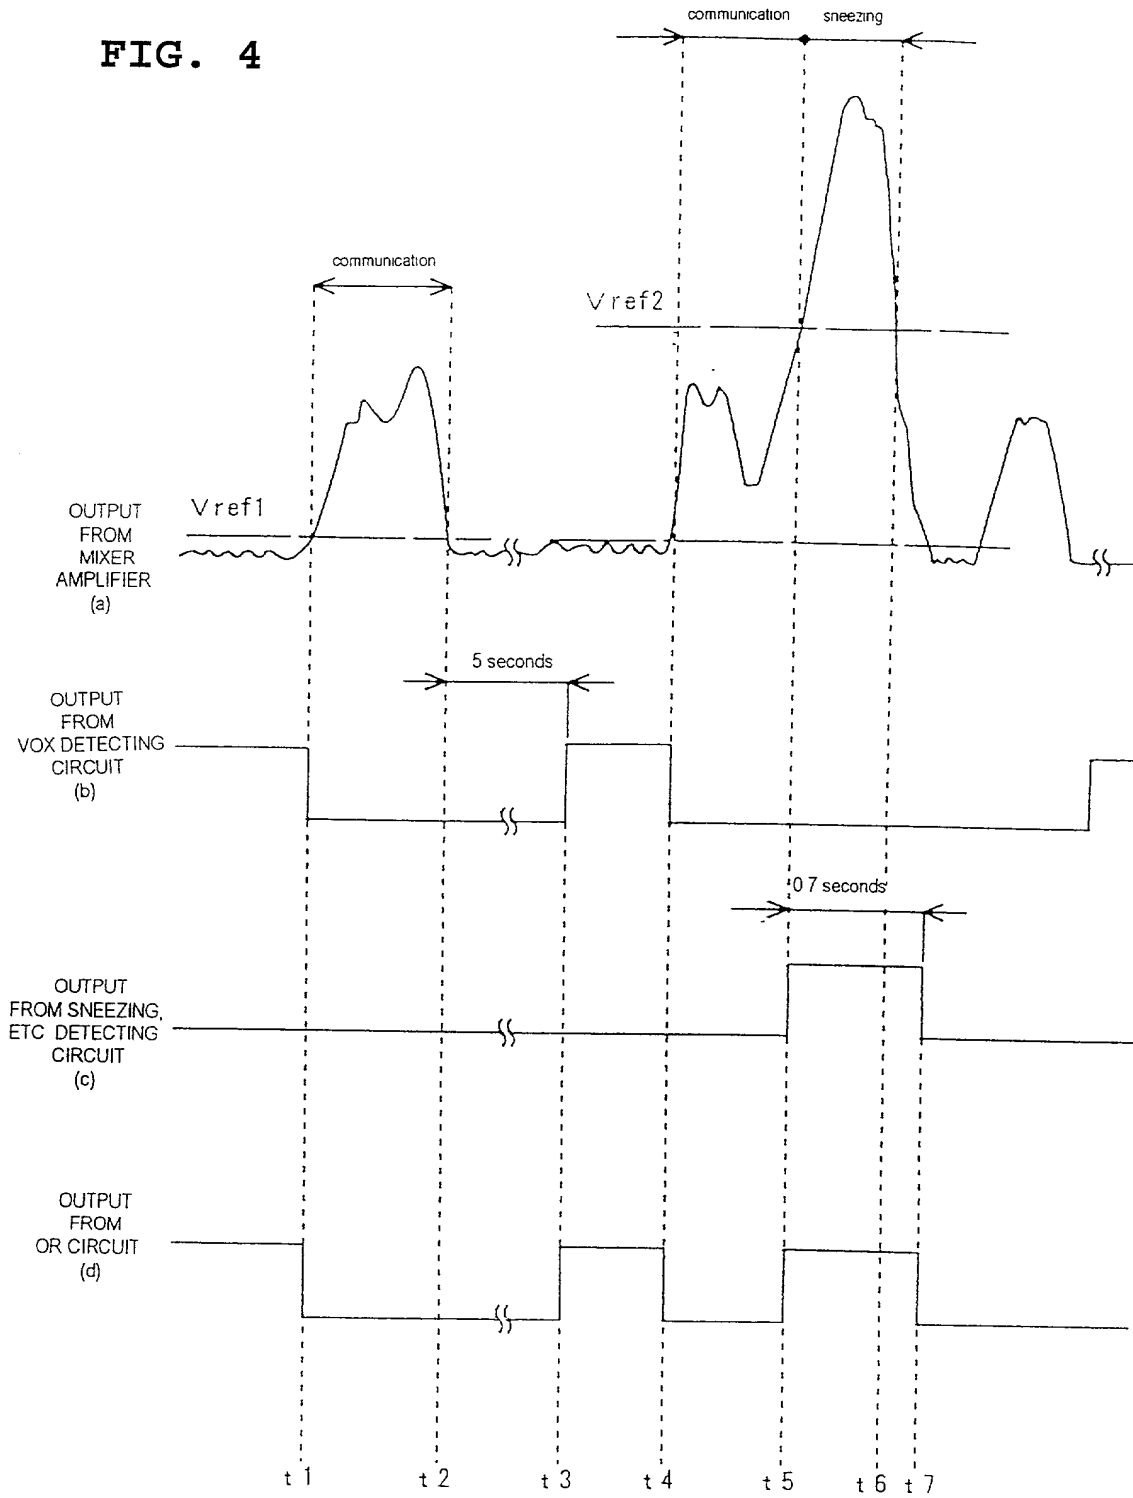 FIG. 4
communication
sneezing
communication
Vref2
Vref1
OUTPUT
FROM
MIXER
AMPLIFIER
(a)
5 seconds
OUTPUT
FROM
VOX DETECTING
CIRCUIT
(b)
0 7 seconds
OUTPUT
FROM SNEEZING,
ETC DETECTING
CIRCUIT
(c)
OUTPUT
FROM
OR CIRCUIT
(d)
t 1
t 2
t 3
t 4
t 5
t 6
t 7